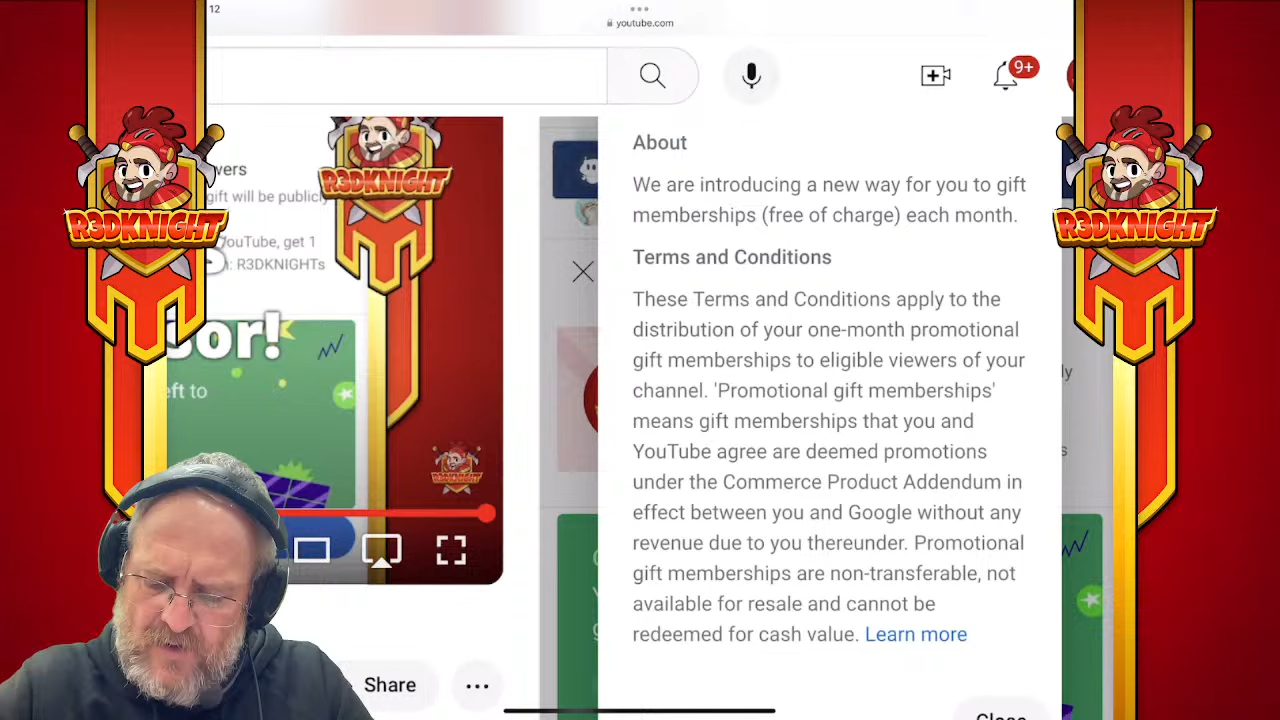 12
youtube.com
9+
R3DKNIGHT
R3DKNIGHT
R3DKNIGHT
gift will be publicly
YouTube, get 1
R3DKNIGHTs
sor!
left to
R3DKNIGHT
Share
About
We are introducing a new way for you to gift
memberships (free of charge) each month.
Terms and Conditions
These Terms and Conditions apply to the
distribution of your one-month promotional
gift memberships to eligible viewers of your
channel. 'Promotional gift memberships'
means gift memberships that you and
YouTube agree are deemed promotions
under the Commerce Product Addendum in
effect between you and Google without any
revenue due to you thereunder. Promotional
gift memberships are non-transferable, not
available for resale and cannot be
redeemed for cash value. Learn more
Close